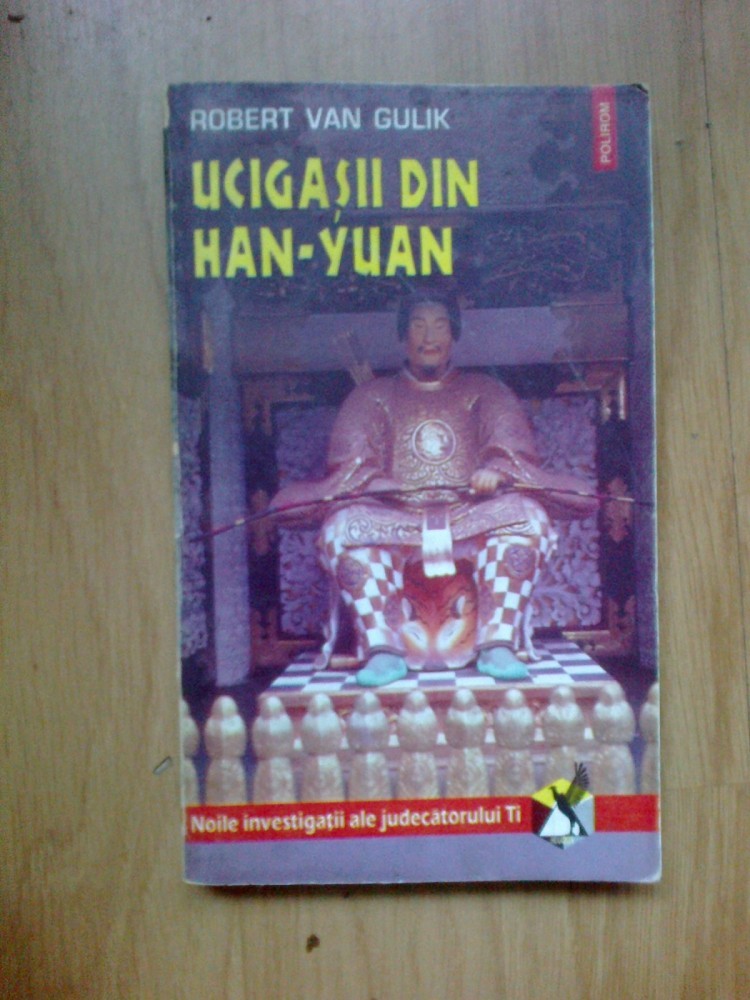 ROBERT VAN GULIK
POLIROM
UCIGAȘII DIN
HAN-YUAN
Noile investigații ale judecătorului Ti